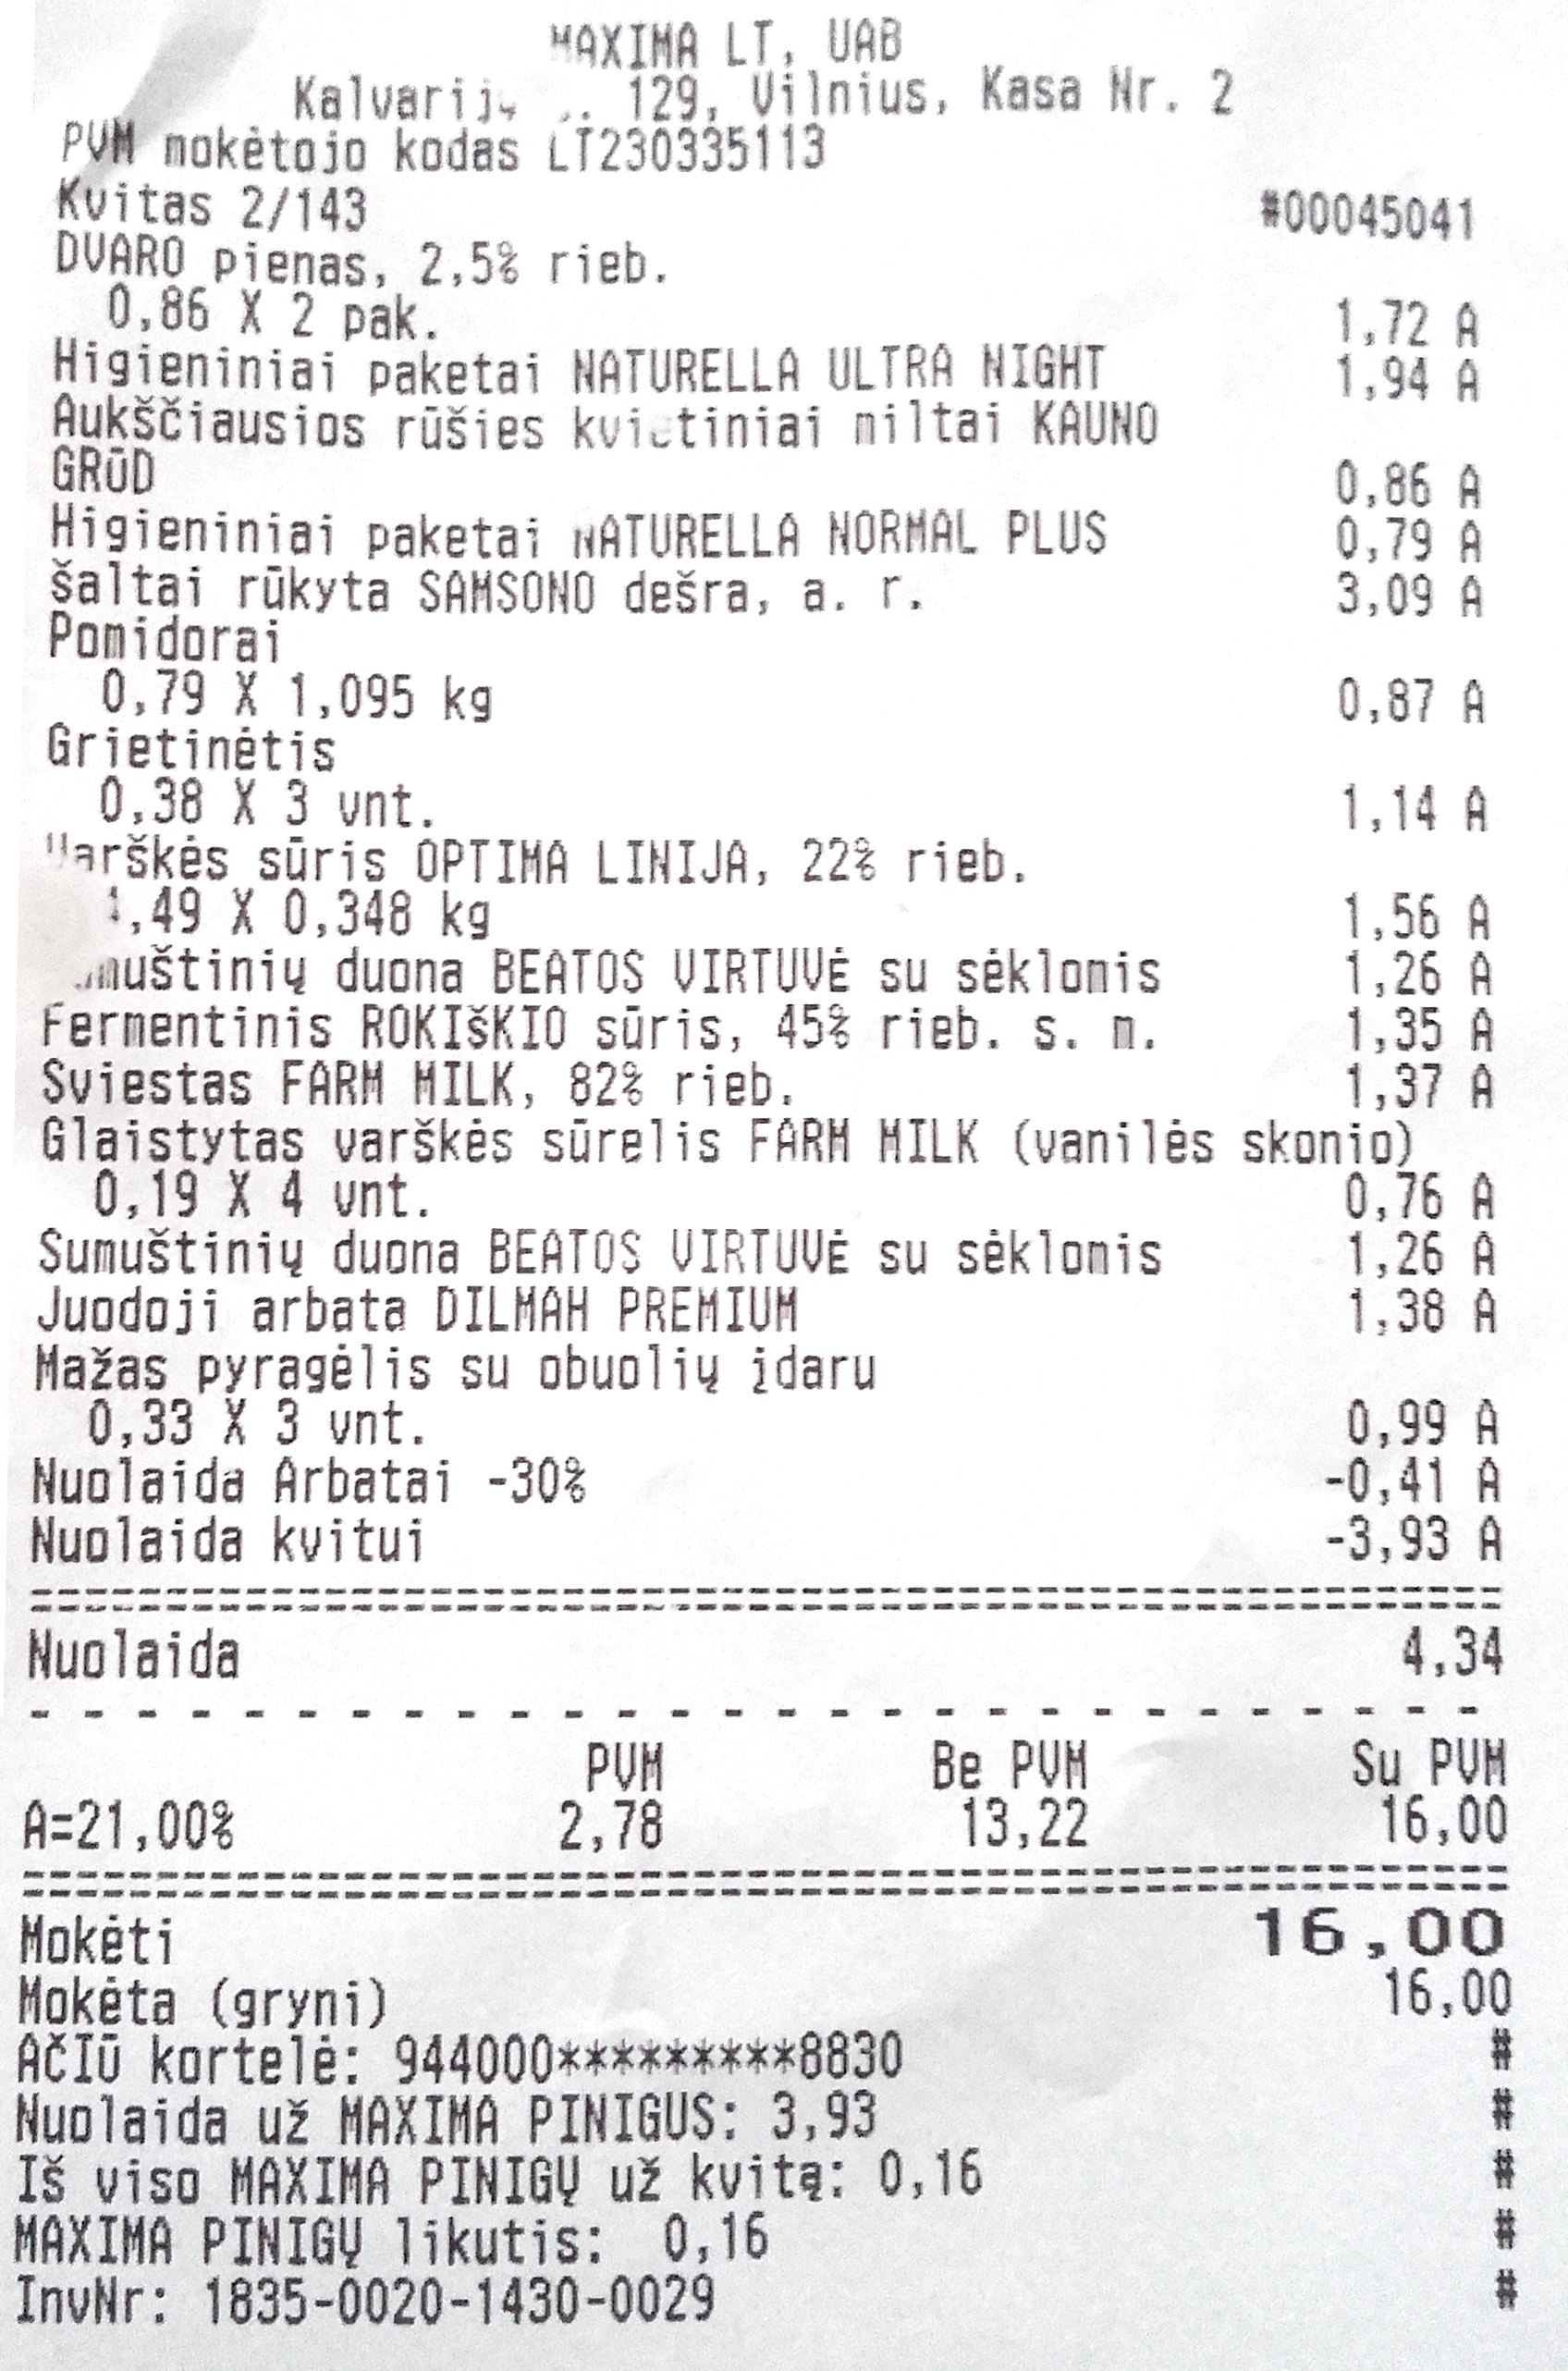 MAXIMA LT, UAB
129, Vilnius, Kasa Nr. 2
PVM mokėtojo kodas LT230335113
Kvitas 2/143 #00045041
DVARO pienas, 2,5% rieb.
0,86 X 2 pak. 1,72 A
Higieniniai paketai NATURELLA ULTRA NIGHT 1,94 A
Aukščiausios rūšies kvietiniai miltai KAUNO
GRūD 0,86 A
Higieniniai paketai NATURELLA NORMAL PLUS 0,79 A
šaltai rūkyta SAMSONO dešra, a. r. 3,09 A
Pomidorai
0,79 X 1,095 kg 0,87 A
Grietinėtis
0,38 X 3 vnt. 1,14 A
Varškės sūris OPTIMA LINIJA, 22% rieb.
4,49 X 0,348 kg 1,56 A
Sumuštinių duona BEATOS VIRTUVĖ su sėklomis 1,26 A
Fermentinis ROKIšKIO sūris, 45% rieb. s. m. 1,35 A
Sviestas FARM MILK, 82% rieb. 1,37 A
Glaistytas varškės sūrelis FARM MILK (vanilės skonio)
0,19 X 4 vnt. 0,76 A
Sumuštinių duona BEATOS VIRTUVĖ su sėklomis 1,26 A
Juodoji arbata DILMAH PREMIUM 1,38 A
Mažas pyragėlis su obuolių įdaru
0,33 X 3 vnt. 0,99 A
Nuolaida Arbatai -30% -0,41 A
Nuolaida kvitui -3,93 A
Nuolaida 4,34
PVM Be PVM Su PVM
A=21,00% 2,78 13,22 16,00
Mokėti 16,00
Mokėta (gryni) 16,00
AČIŪ kortelė: 944000*********8830 #
Nuolaida už MAXIMA PINIGUS: 3,93 #
Iš viso MAXIMA PINIGŲ už kvitą: 0,16 #
MAXIMA PINIGŲ likutis: 0,16 #
InvNr: 1835-0020-1430-0029 #